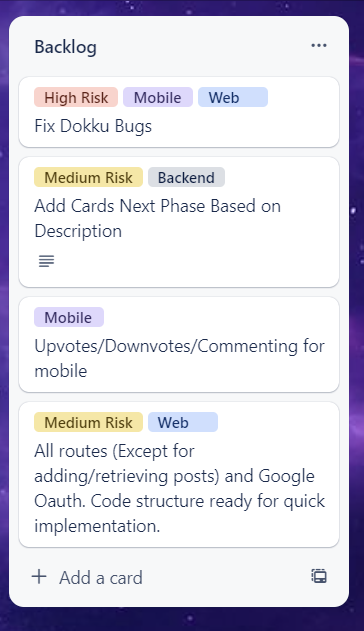 Backlog
High Risk Mobile Web
Fix Dokku Bugs
Medium Risk Backend
Add Cards Next Phase Based on
Description
Mobile
Upvotes/Downvotes/Commenting for
mobile
Medium Risk Web
All routes (Except for
adding/retrieving posts) and Google
Oauth. Code structure ready for quick
implementation.
Add a card